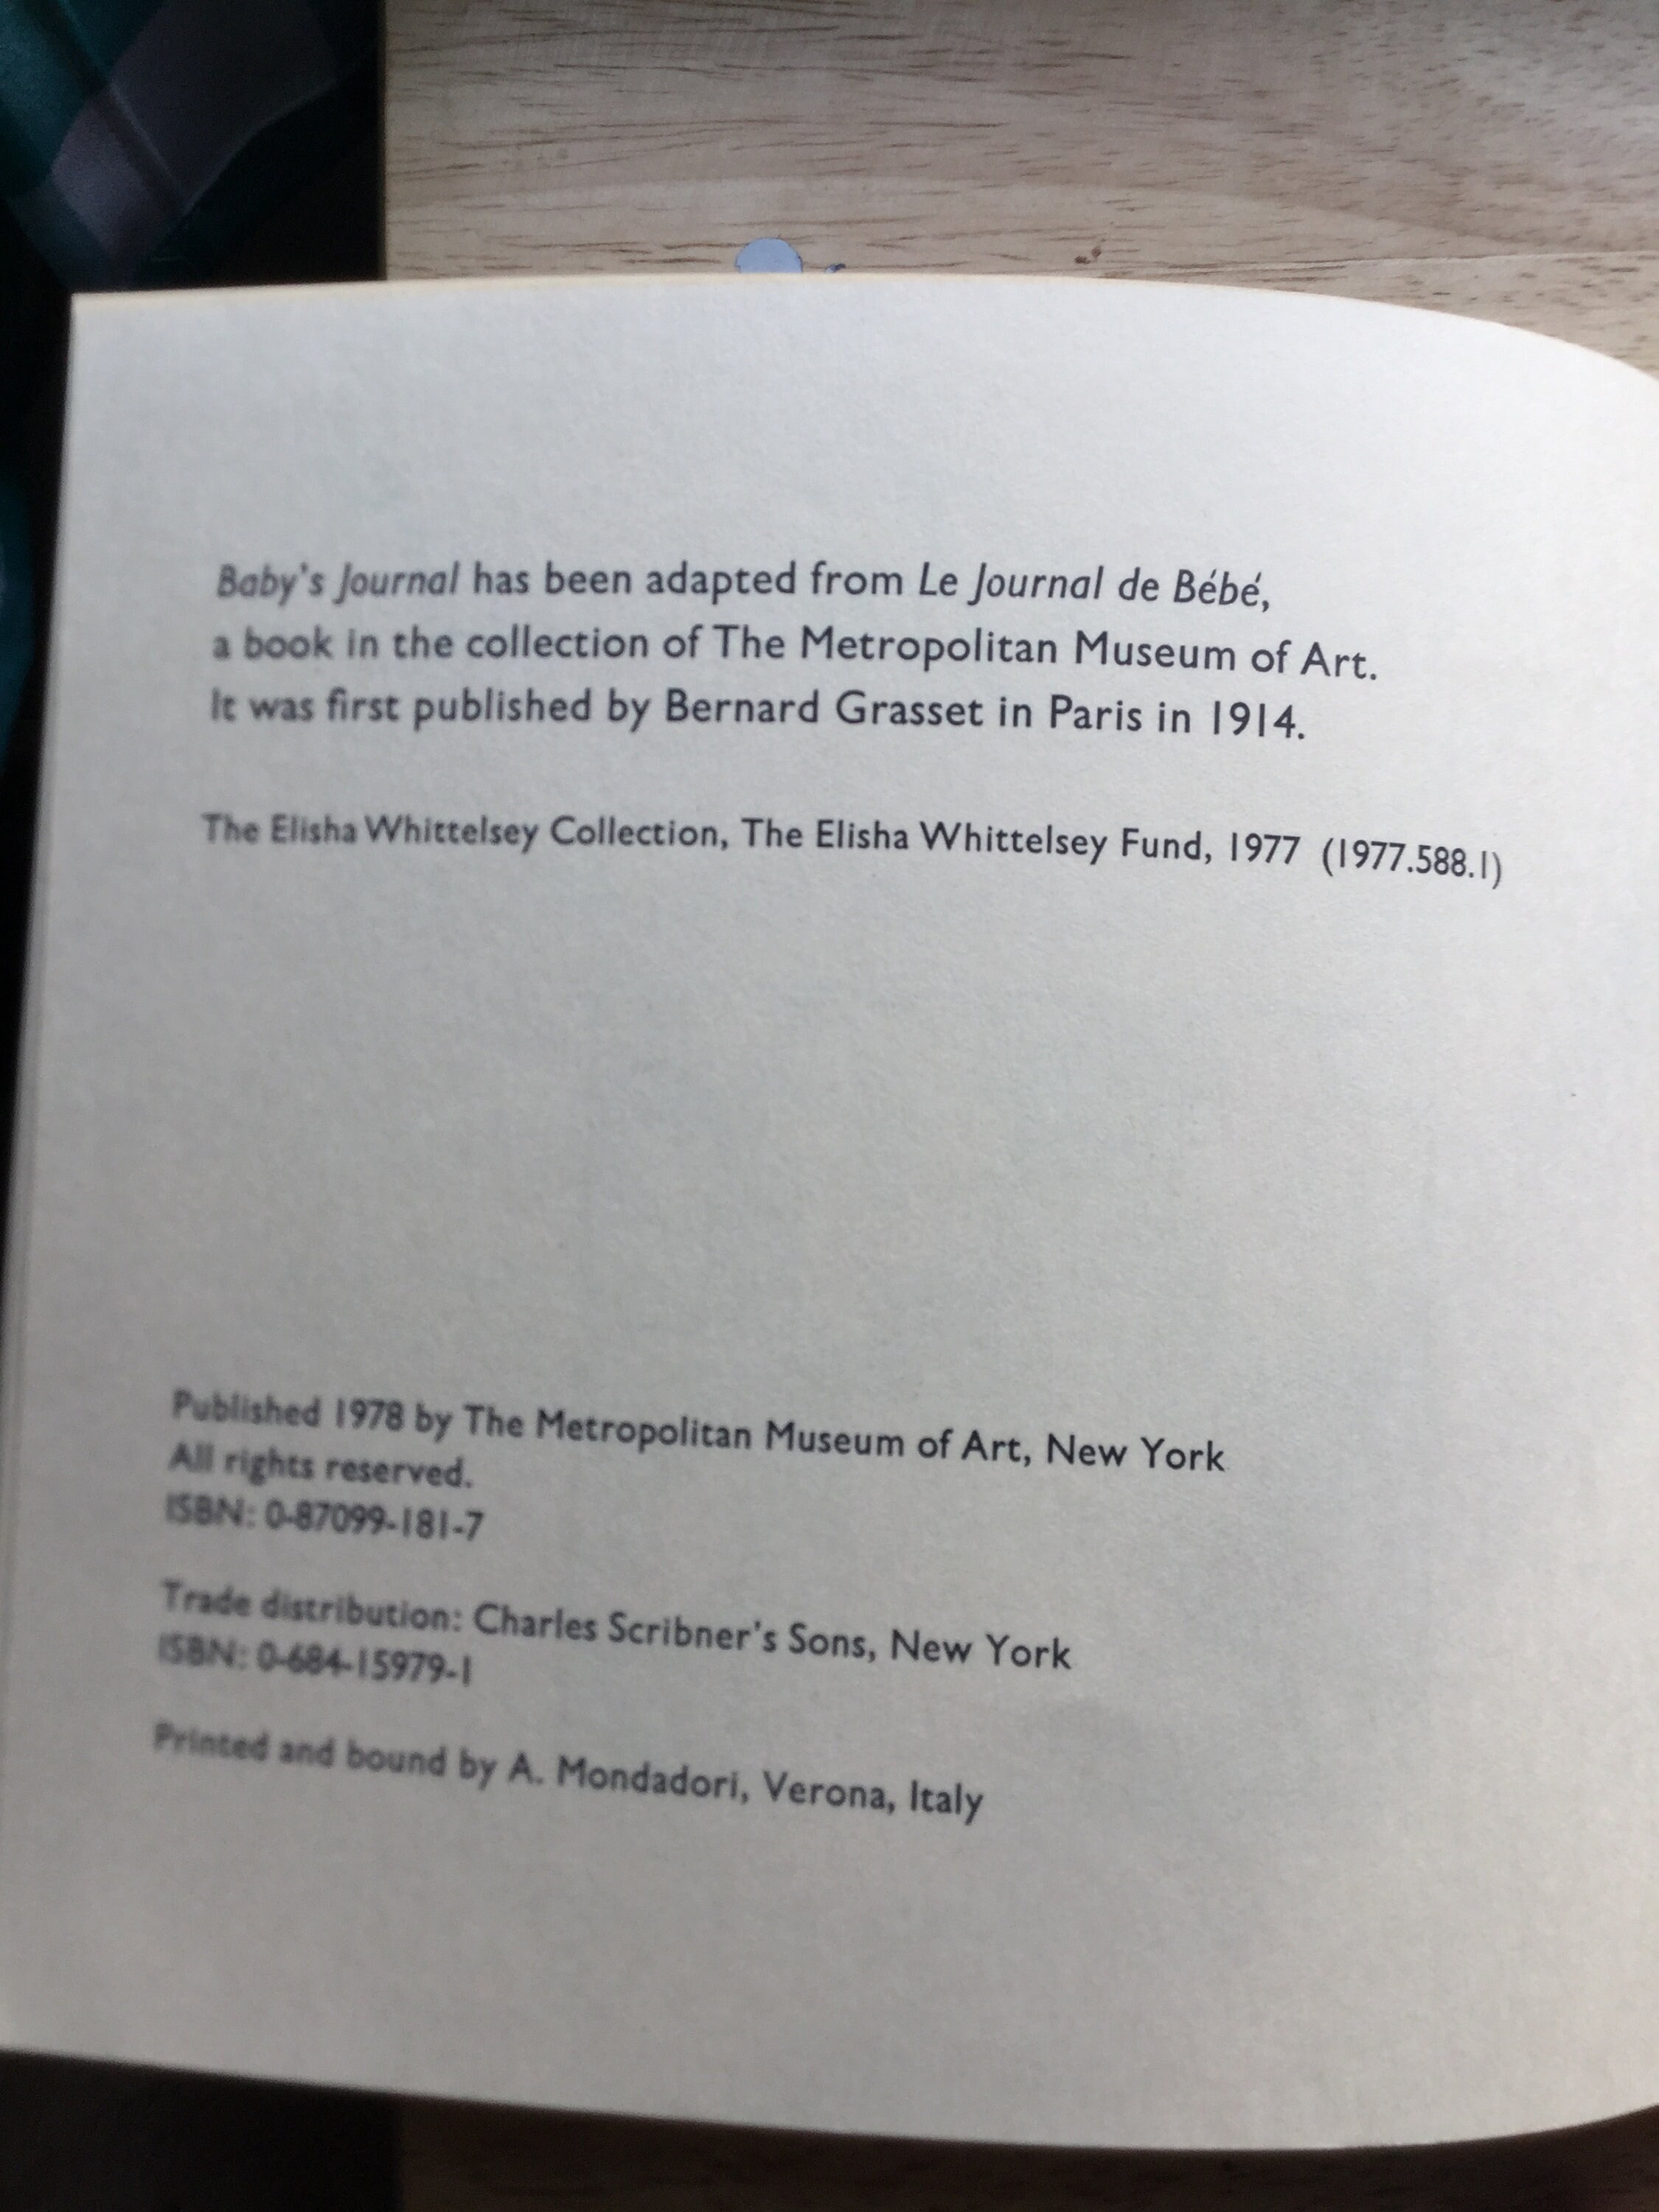 Baby's Journal has been adapted from Le Journal de Bébé,
a book in the collection of The Metropolitan Museum of Art.
It was first published by Bernard Grasset in Paris in 1914.
The Elisha Whittelsey Collection, The Elisha Whittelsey Fund, 1977 (1977.588.1)
Published 1978 by The Metropolitan Museum of Art, New York
All rights reserved.
ISBN: 0-87099-181-7
Trade distribution: Charles Scribner's Sons, New York
ISBN: 0-684-15979-1
Printed and bound by A. Mondadori, Verona, Italy